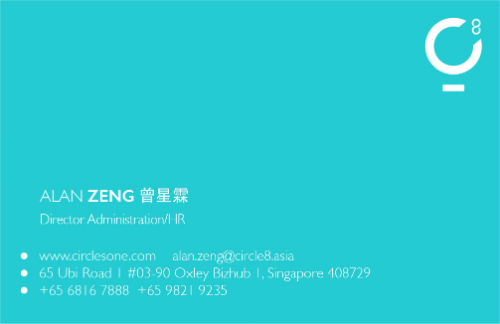 8
ALAN ZENG 曾星霖
Director Administration/HR
www.circlesone.com alan.zeng@circle8.asia
65 Ubi Road 1 #03-90 Oxley Bizhub 1, Singapore 408729
+65 6816 7888 +65 9821 9235